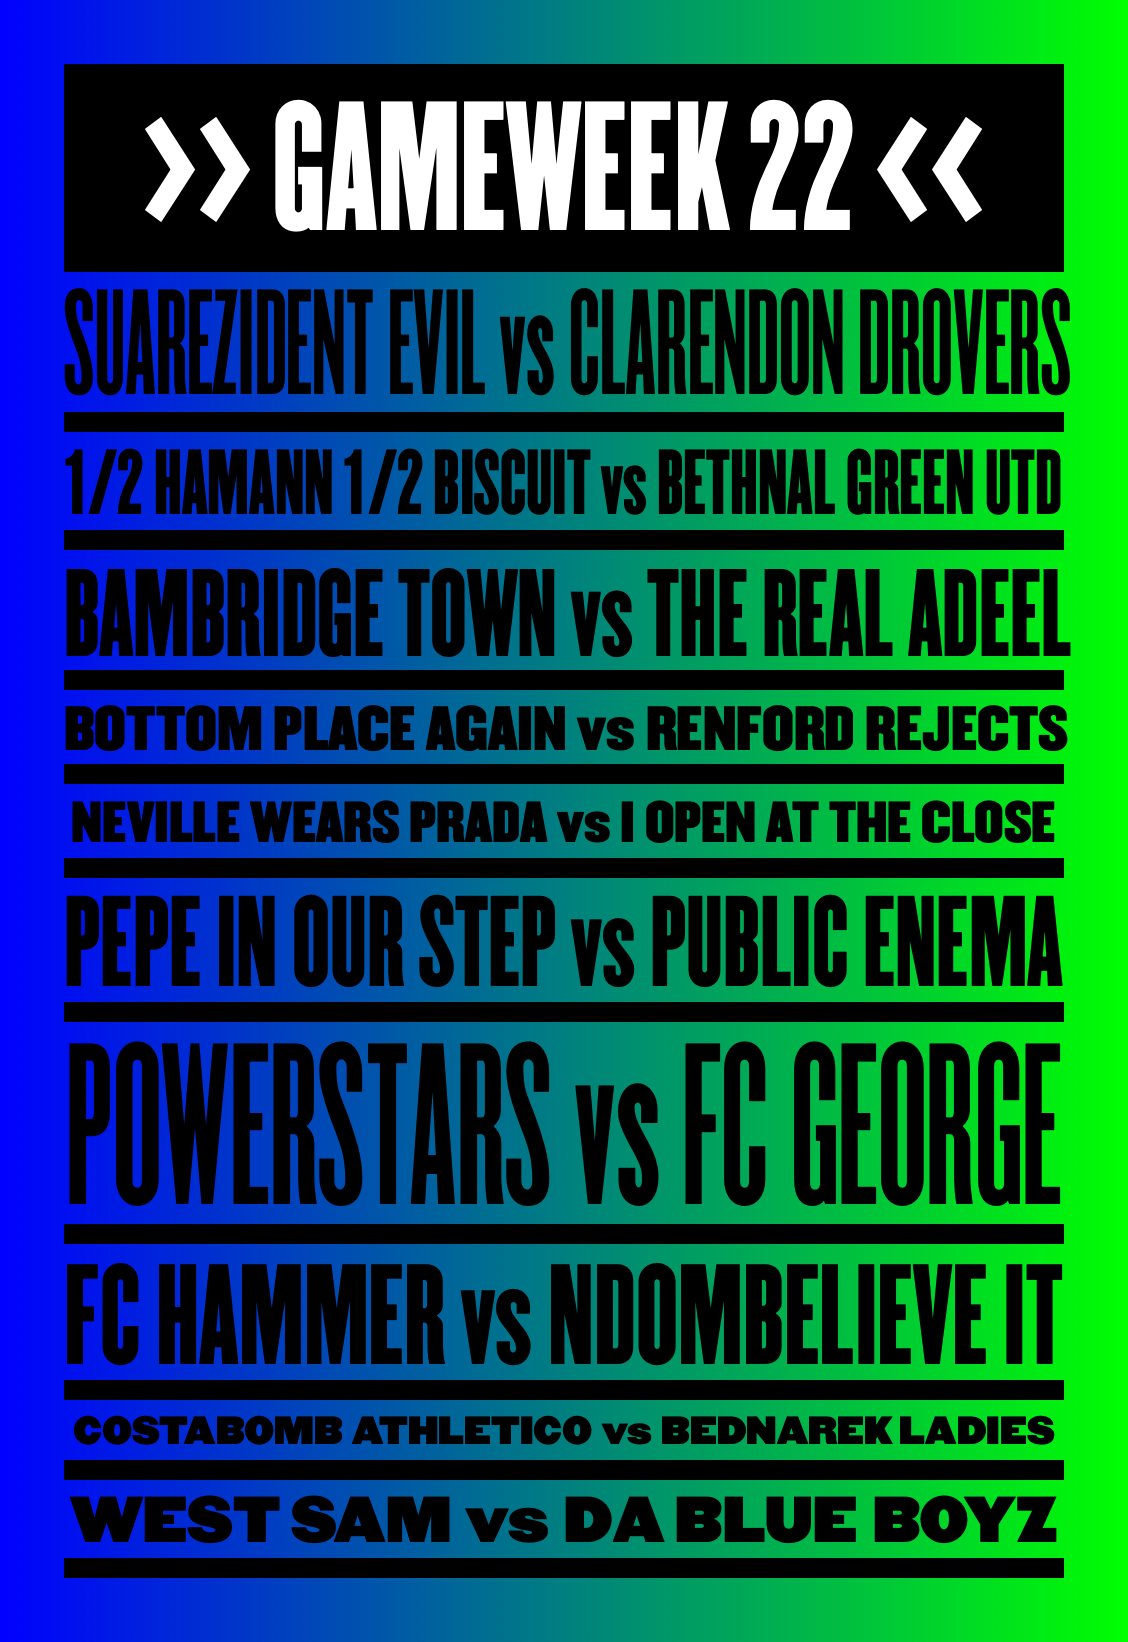 >> GAMEWEEK 22 <<
SUAREZIDENT EVIL vs CLARENDON DROVERS
1/2 HAMANN 1/2 BISCUIT vs BETHNAL GREEN UTD
BAMBRIDGE TOWN vs THE REAL ADEEL
BOTTOM PLACE AGAIN vs RENFORD REJECTS
NEVILLE WEARS PRADA vs I OPEN AT THE CLOSE
PEPE IN OUR STEP vs PUBLIC ENEMA
POWERSTARS vs FC GEORGE
FC HAMMER vs NDOMBELIEVE IT
COSTABOMB ATHLETICO vs BEDNAREK LADIES
WEST SAM vs DA BLUE BOYZ